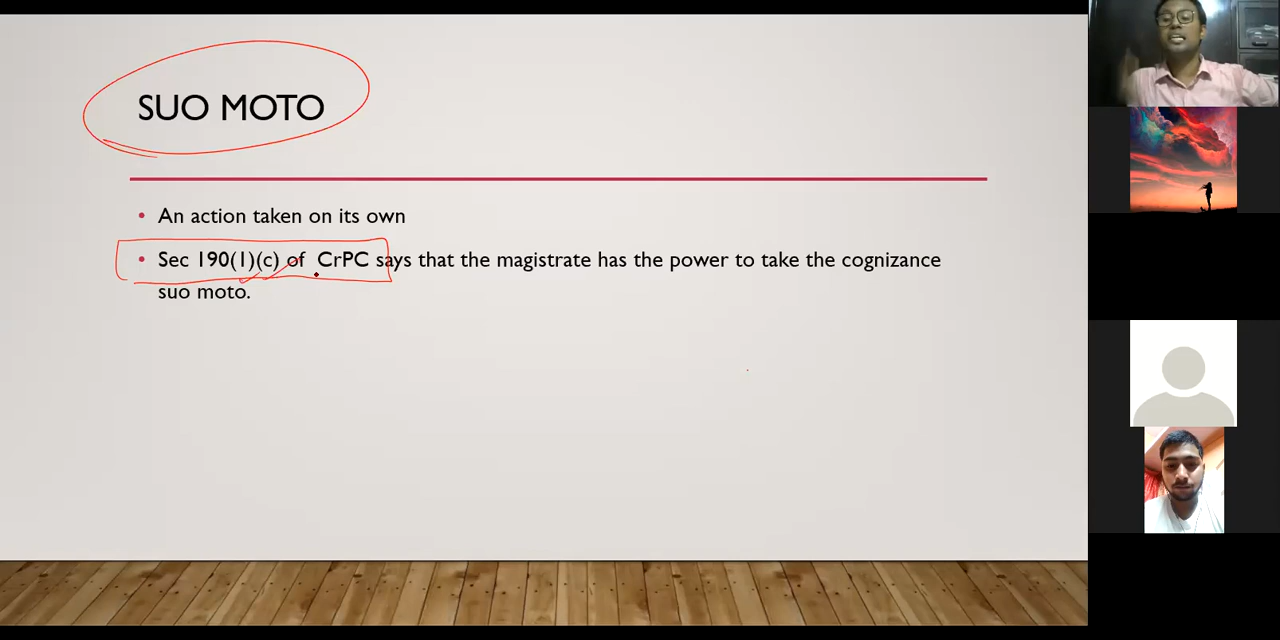 SUO MOTO
• An action taken on its own
• Sec 190(1)(c) of CrPC says that the magistrate has the power to take the cognizance
suo moto.